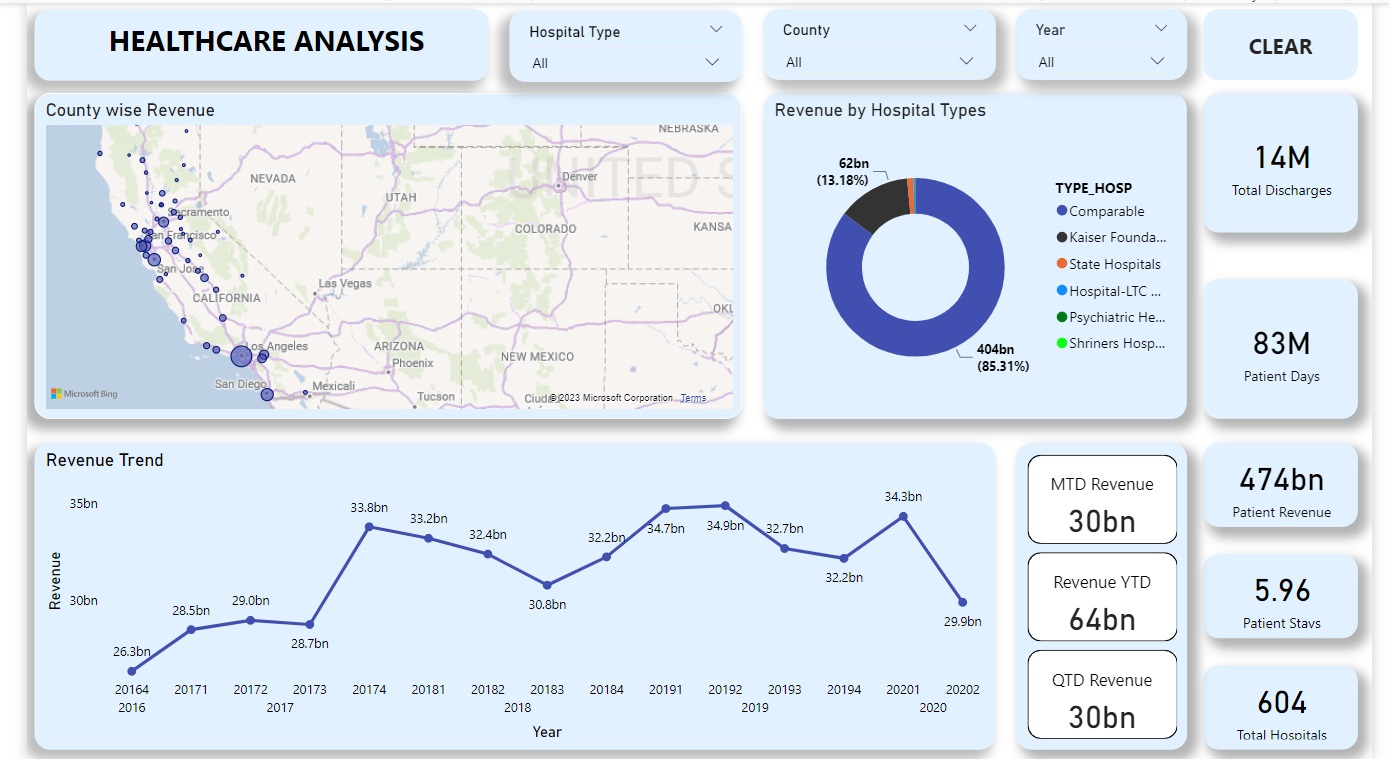 HEALTHCARE ANALYSIS
Hospital Type
All
County
All
Year
All
CLEAR
County wise Revenue
NEBRASKA
NEVADA
UNITED S
Denver
UTAH
Sacramento
COLORADO
KANSA
San Francisco
San Jose
Las Vegas
CALIFORNIA
OKL
Los Angeles
ARIZONA
NEW MEXICO
Phoenix
San Diego
Mexicali
Tucson
Ciud
Microsoft Bing
© 2023 Microsoft Corporation
Terms
Revenue by Hospital Types
62bn
(13.18%)
404bn
(85.31%)
TYPE_HOSP
Comparable
Kaiser Founda...
State Hospitals
Hospital-LTC ...
Psychiatric He...
Shriners Hosp...
14M
Total Discharges
83M
Patient Days
Revenue Trend
35bn
30bn
Revenue
26.3bn
28.5bn
29.0bn
28.7bn
33.8bn
33.2bn
32.4bn
30.8bn
32.2bn
34.7bn
34.9bn
32.7bn
32.2bn
34.3bn
29.9bn
20164 20171 20172 20173 20174 20181 20182 20183 20184 20191 20192 20193 20194 20201 20202
2016 2017 2018 2019 2020
Year
MTD Revenue
30bn
Revenue YTD
64bn
QTD Revenue
30bn
474bn
Patient Revenue
5.96
Patient Stays
604
Total Hospitals